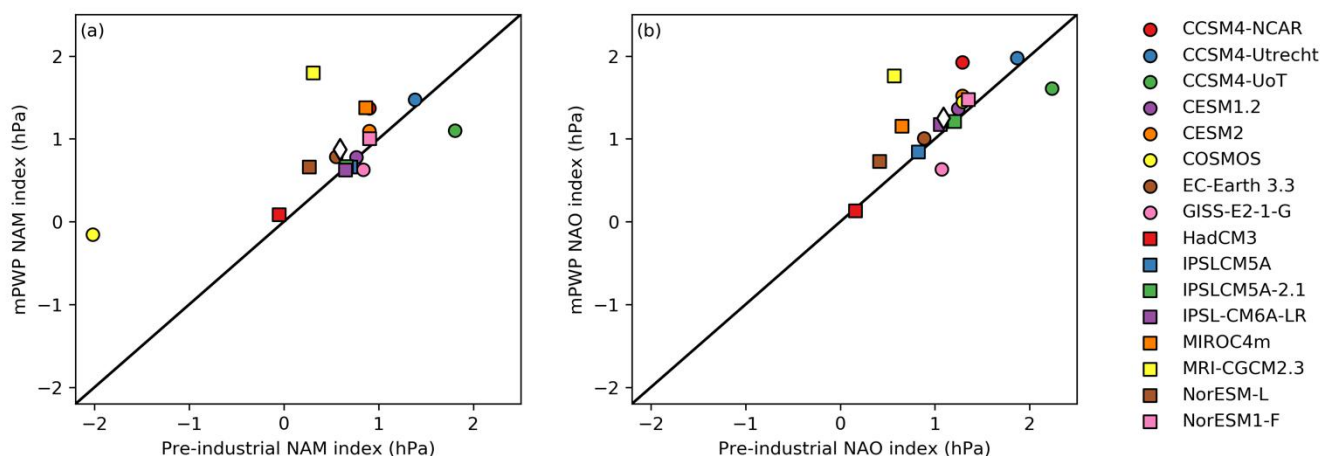 (a)
2
1
0
−1
−2
mPWP NAM index (hPa)
−2 −1 0 1 2
Pre-industrial NAM index (hPa)
(b)
2
1
0
−1
−2
mPWP NAO index (hPa)
−2 −1 0 1 2
Pre-industrial NAO index (hPa)
CCSM4-NCAR
CCSM4-Utrecht
CCSM4-UoT
CESM1.2
CESM2
COSMOS
EC-Earth 3.3
GISS-E2-1-G
HadCM3
IPSLCM5A
IPSLCM5A-2.1
IPSL-CM6A-LR
MIROC4m
MRI-CGCM2.3
NorESM-L
NorESM1-F